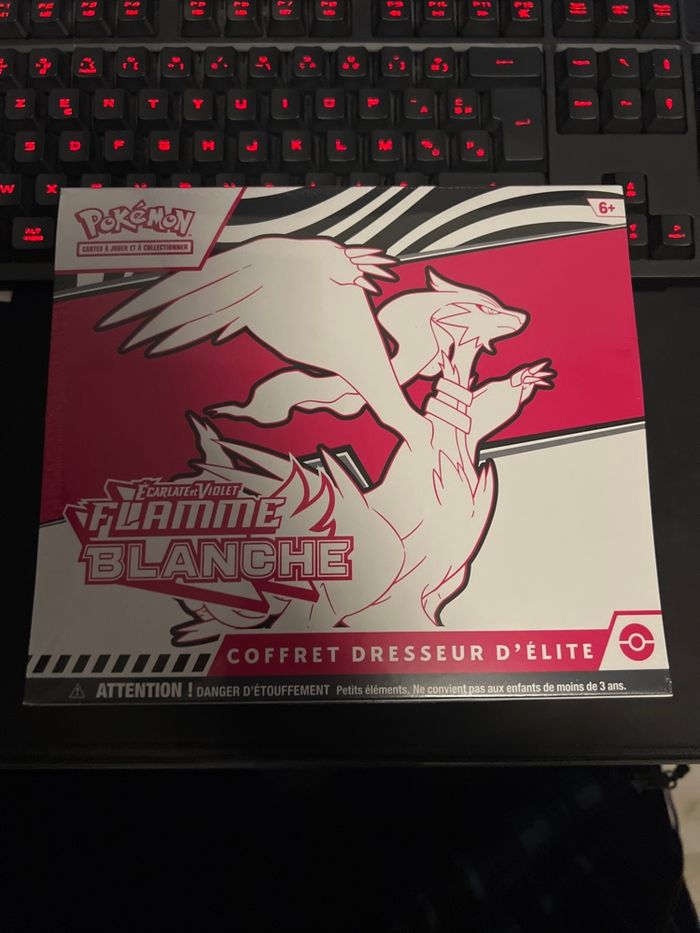 Z E R T Y U I O P
S D F G H J K L M
W X
ALT
Pokémon
CARTES À JOUER ET À COLLECTIONNER
6+
ÉCARLATE ET VIOLET
FLAMME
BLANCHE
COFFRET DRESSEUR D'ÉLITE
ATTENTION ! DANGER D'ÉTOUFFEMENT Petits éléments. Ne convient pas aux enfants de moins de 3 ans.